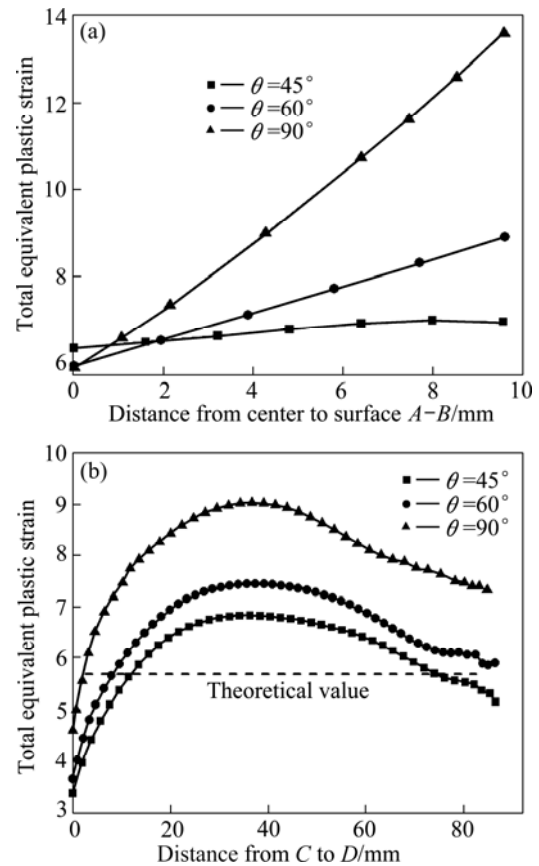 14
(a)
θ=45°
θ=60°
θ=90°
12
10
8
6
Total equivalent plastic strain
0 2 4 6 8 10
Distance from center to surface A−B/mm
10
(b)
θ=45°
θ=60°
θ=90°
9
8
7
6
5
4
3
Total equivalent plastic strain
Theoretical value
0 20 40 60 80
Distance from C to D/mm